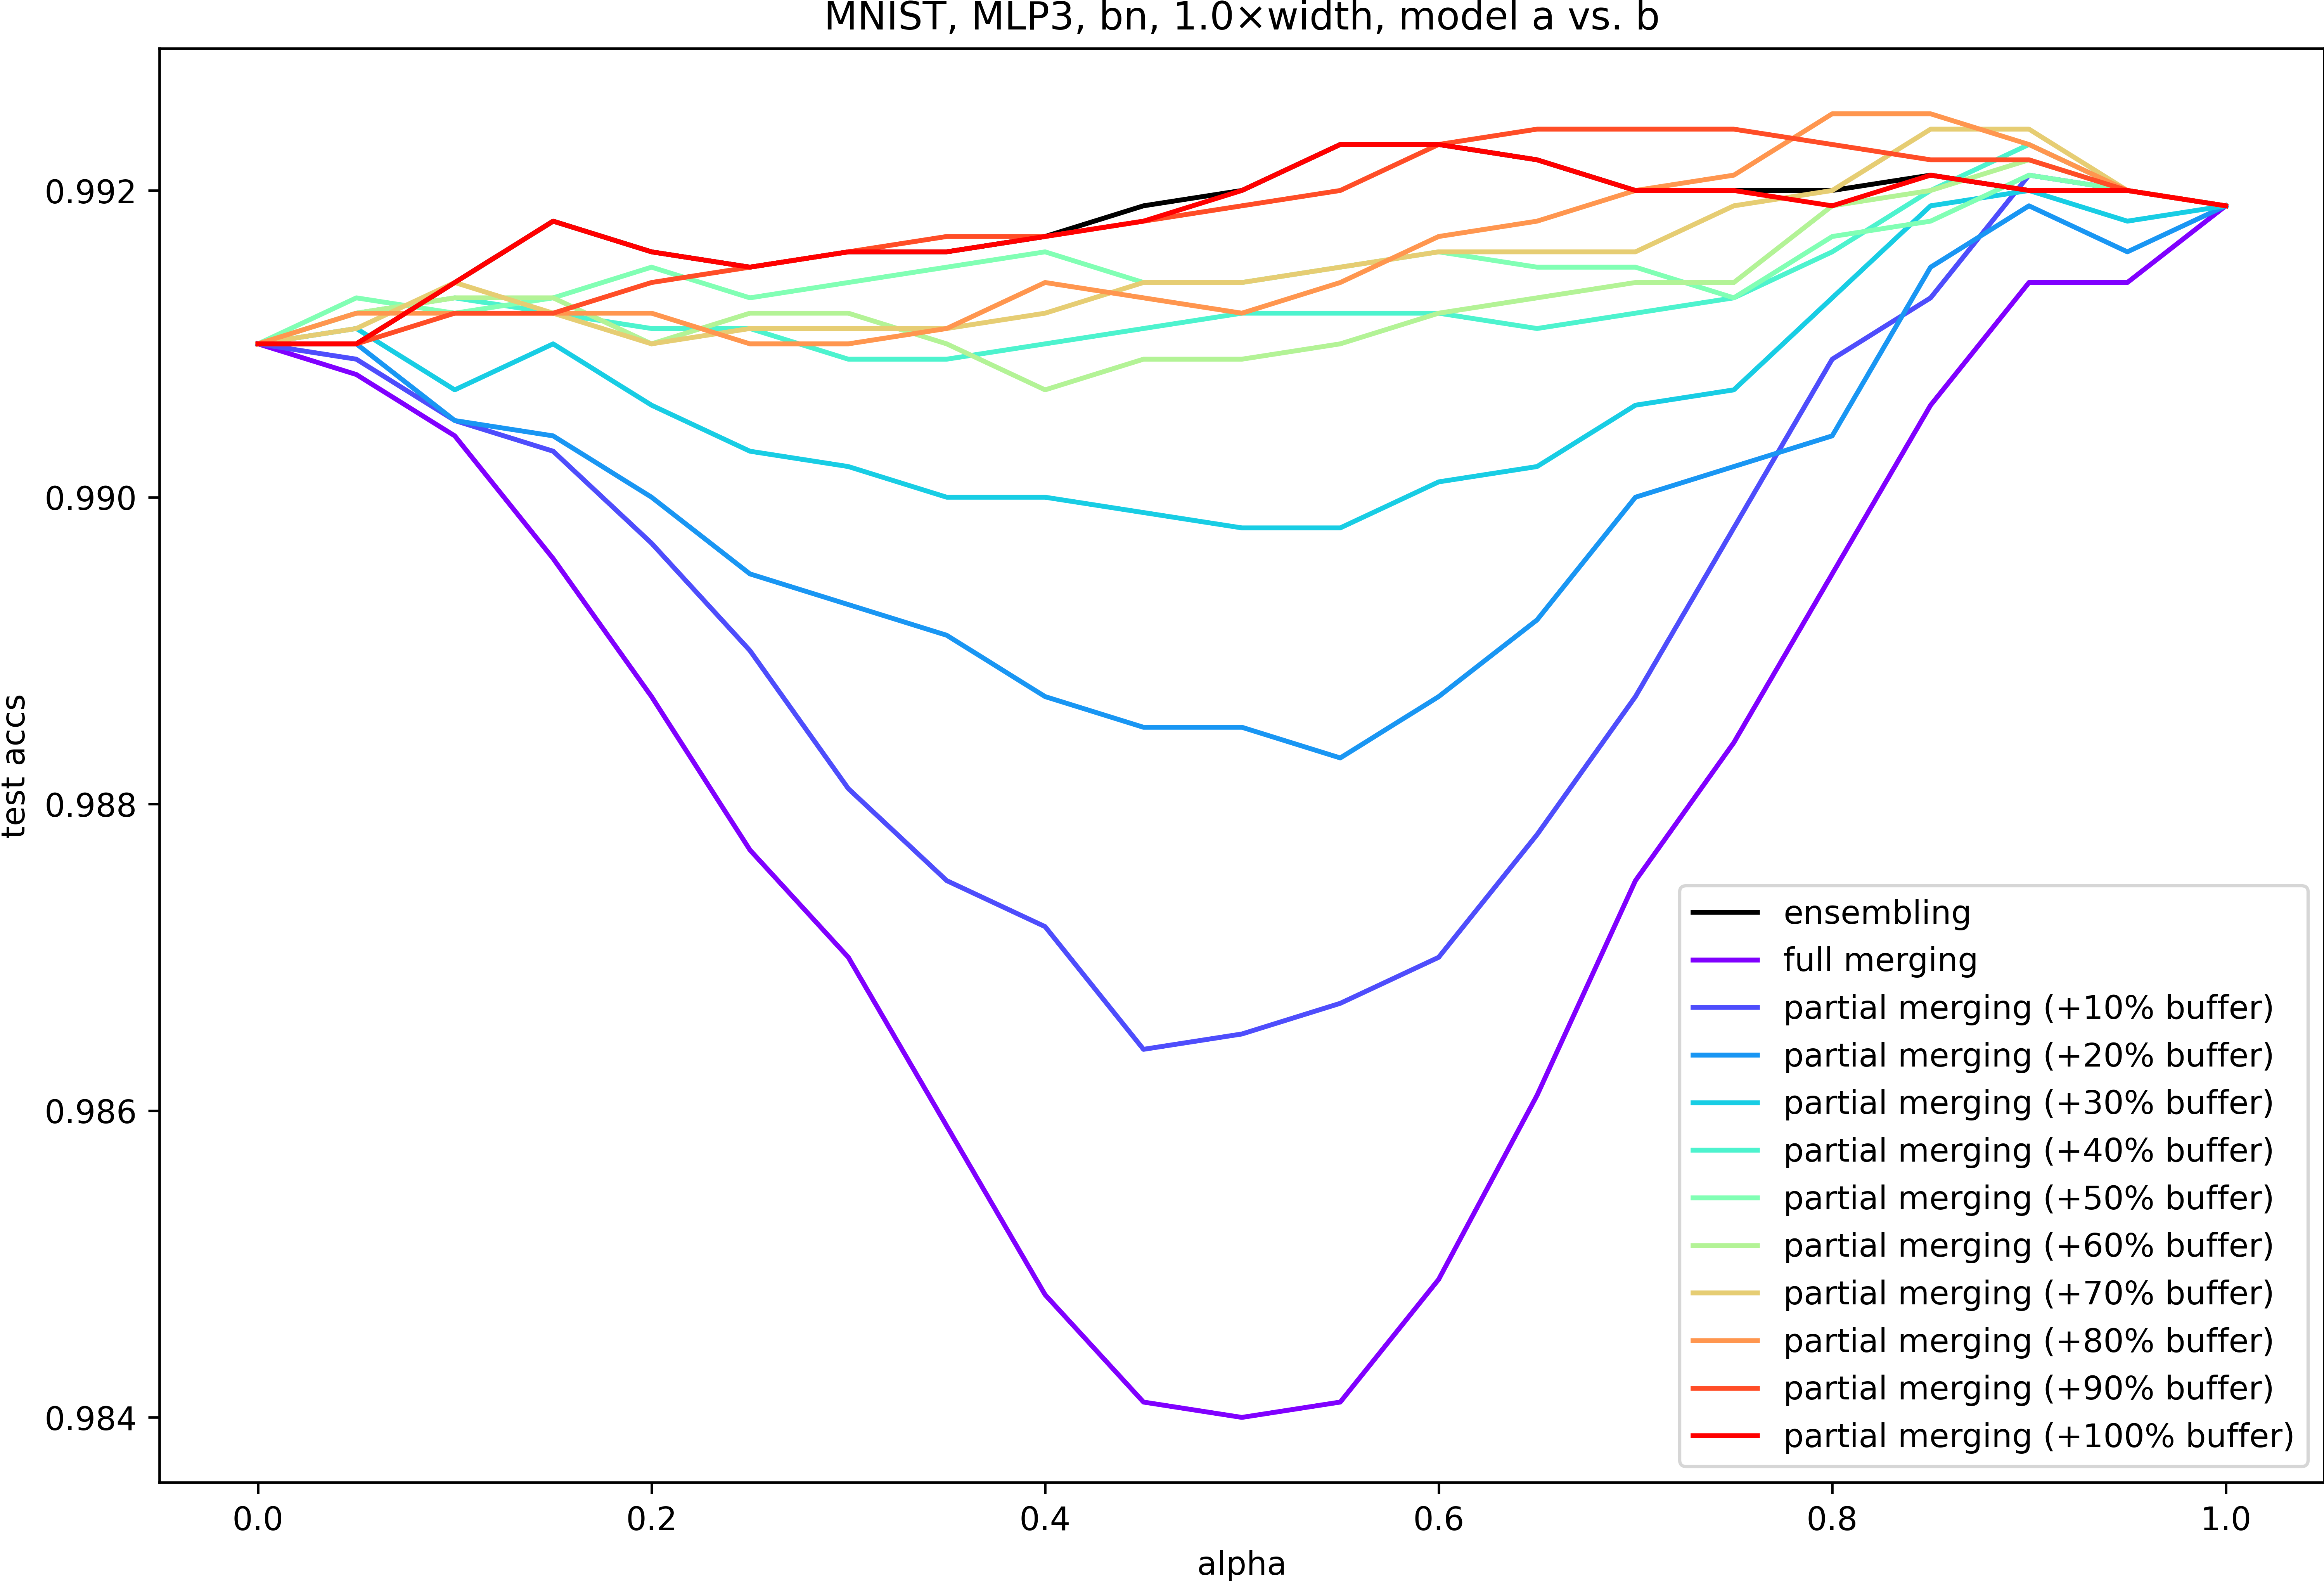 MNIST, MLP3, bn, 1.0×width, model a vs. b
test accs
0.992
0.990
0.988
0.986
0.984
ensembling
full merging
partial merging (+10% buffer)
partial merging (+20% buffer)
partial merging (+30% buffer)
partial merging (+40% buffer)
partial merging (+50% buffer)
partial merging (+60% buffer)
partial merging (+70% buffer)
partial merging (+80% buffer)
partial merging (+90% buffer)
partial merging (+100% buffer)
0.0 0.2 0.4 0.6 0.8 1.0
alpha